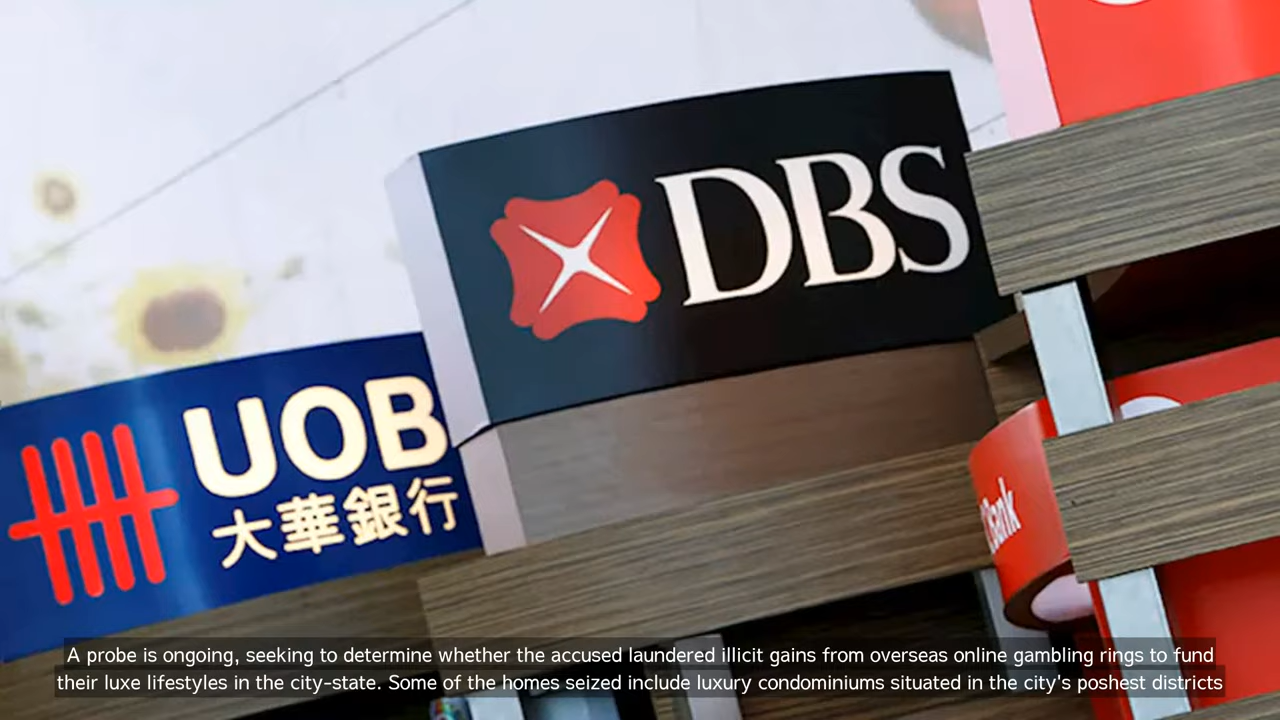 DBS
UOB
大華銀行
Bank
A probe is ongoing, seeking to determine whether the accused laundered illicit gains from overseas online gambling rings to fund
their luxe lifestyles in the city-state. Some of the homes seized include luxury condominiums situated in the city's poshest districts